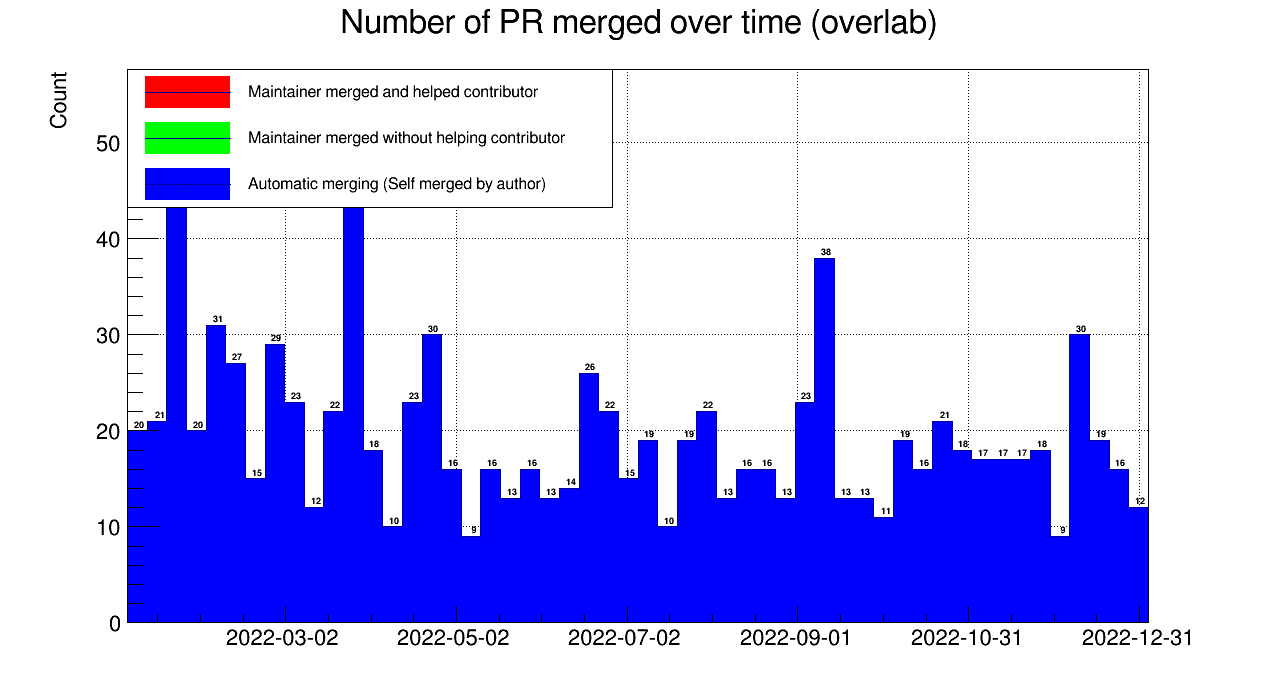 Number of PR merged over time (overlab)
Count
Maintainer merged and helped contributor
Maintainer merged without helping contributor
Automatic merging (Self merged by author)
50
40
30
20
10
0
20 21 20 31 27 15 29 23 12 22 18 10 23 30 16 9 16 13 16 13 14 26 22 15 19 10 19 22 13 16 16 13 23 38 13 13 11 19 16 21 18 17 17 17 18 9 30 19 16 12
2022-03-02 2022-05-02 2022-07-02 2022-09-01 2022-10-31 2022-12-31